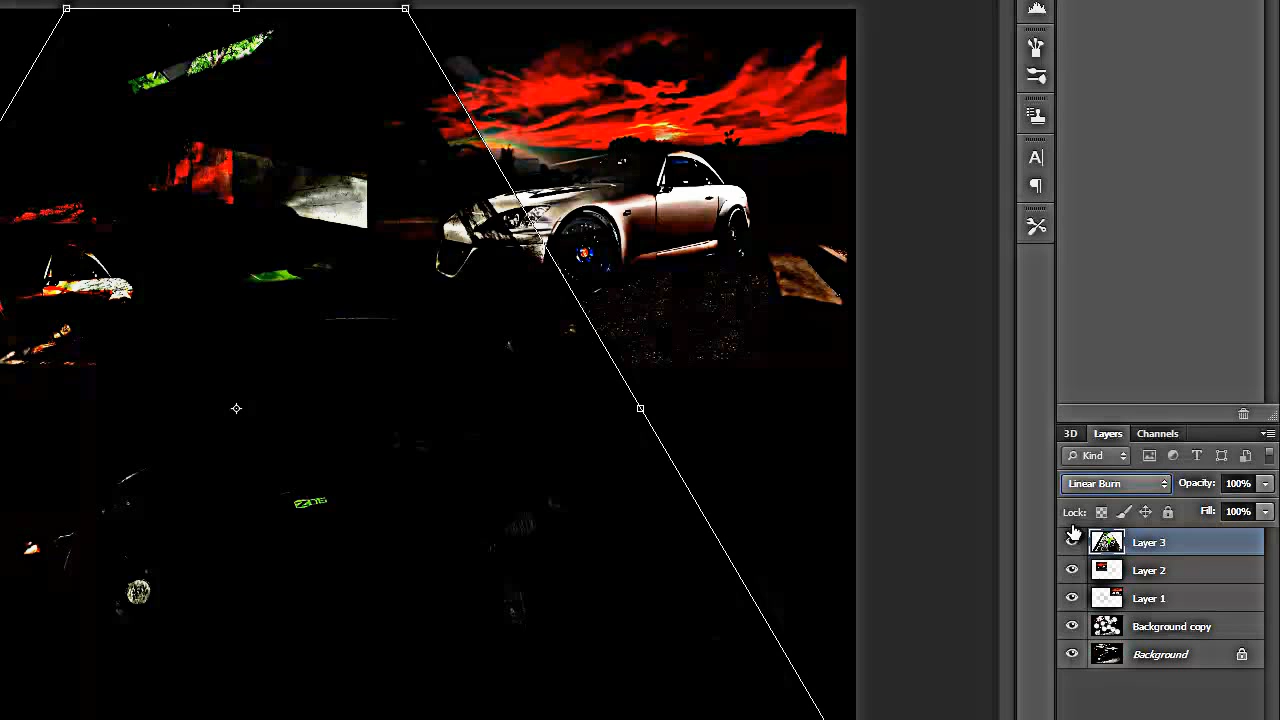 3D Layers Channels
Kind T
Linear Burn Opacity: 100%
Lock: Fill: 100%
Layer 3
Layer 2
Layer 1
Background copy
Background